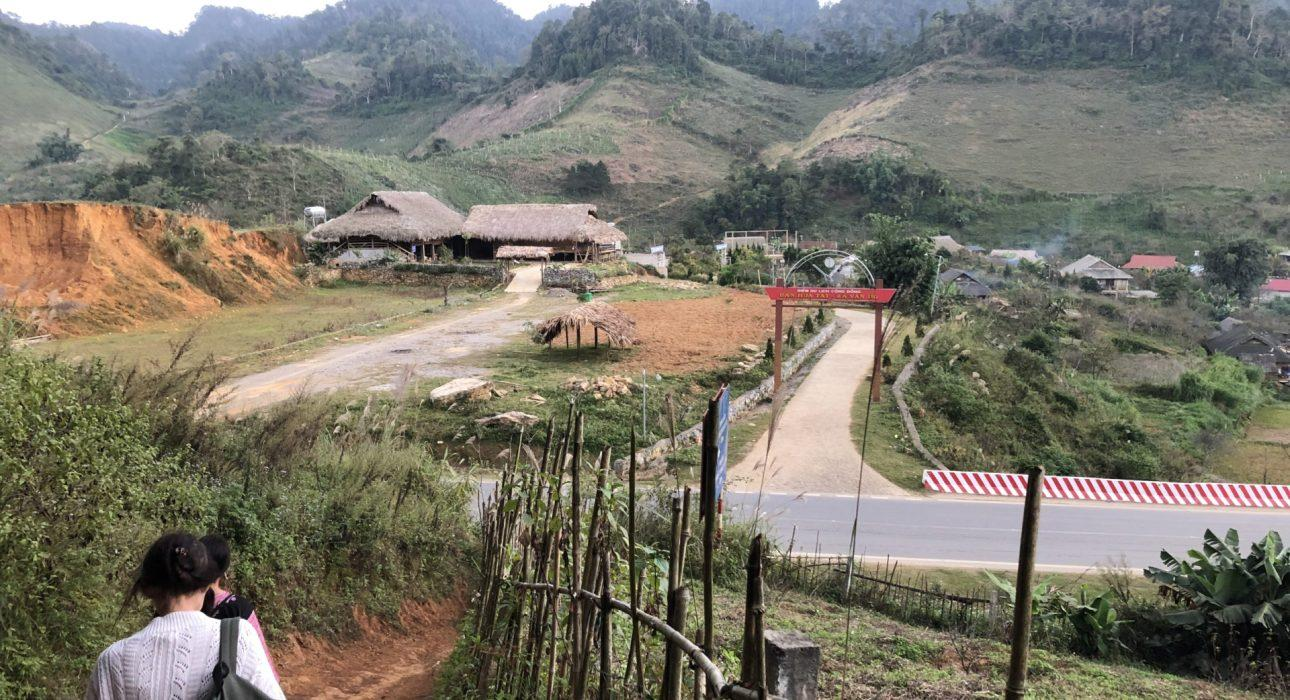 ĐIỂM DU LỊCH CỘNG ĐỒNG
BẢN HUA TẠT - XÃ VÂN HỒ